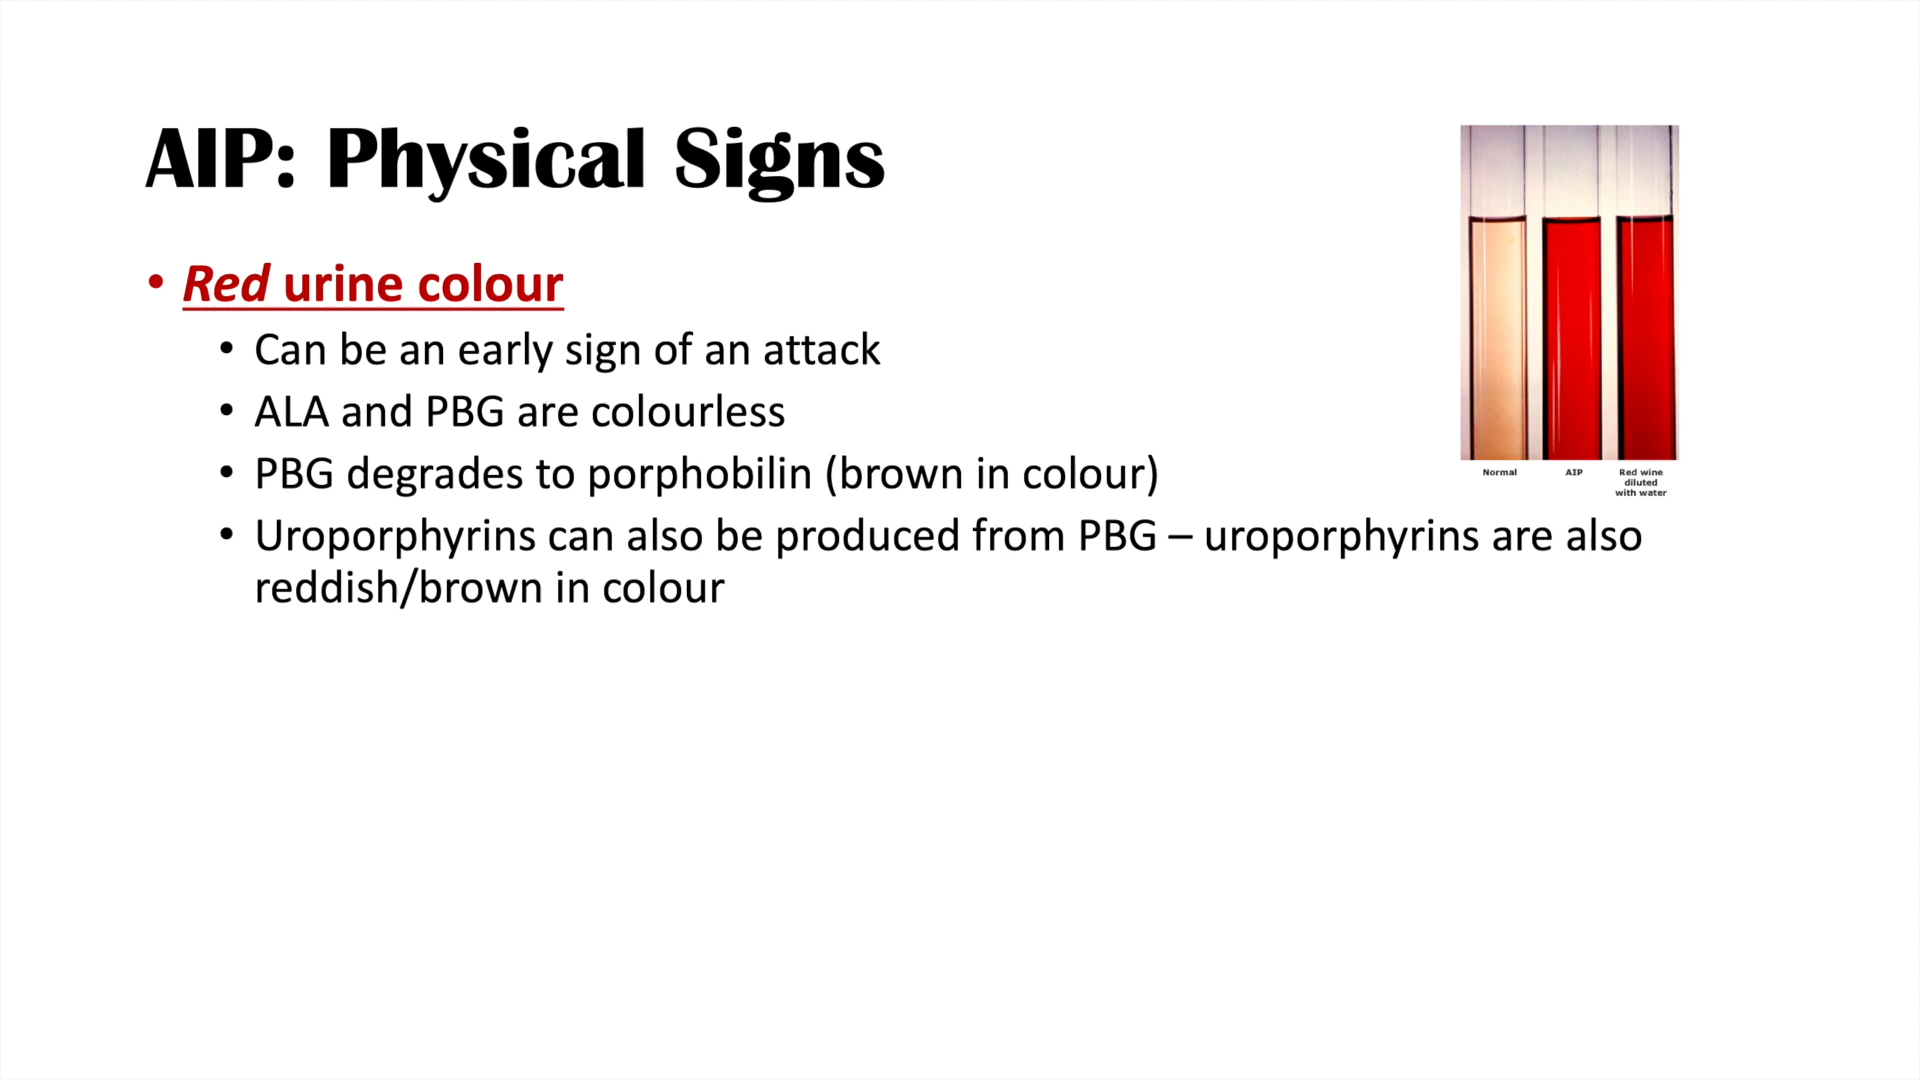 AIP: Physical Signs
• Red urine colour
• Can be an early sign of an attack
• ALA and PBG are colourless
• PBG degrades to porphobilin (brown in colour)
• Uroporphyrins can also be produced from PBG – uroporphyrins are also
reddish/brown in colour
Normal
AIP
Red wine
diluted
with water